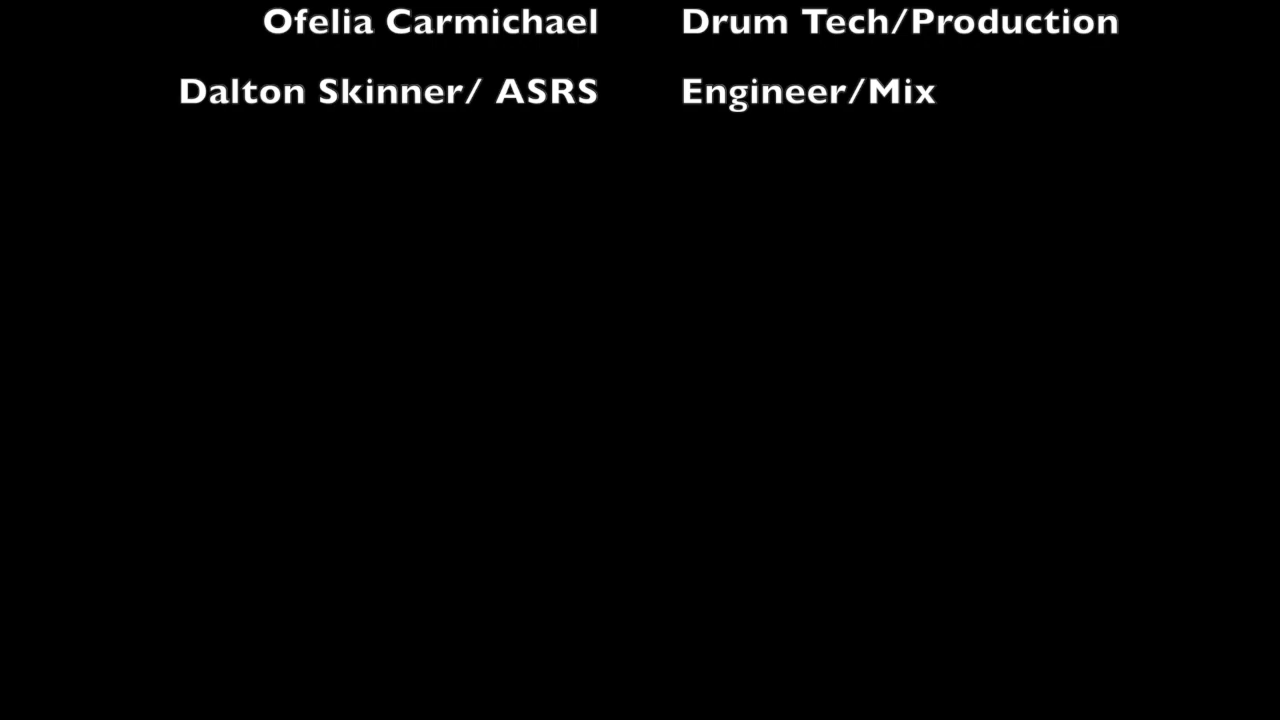 Ofelia Carmichael Drum Tech/Production
Dalton Skinner/ ASRS Engineer/Mix